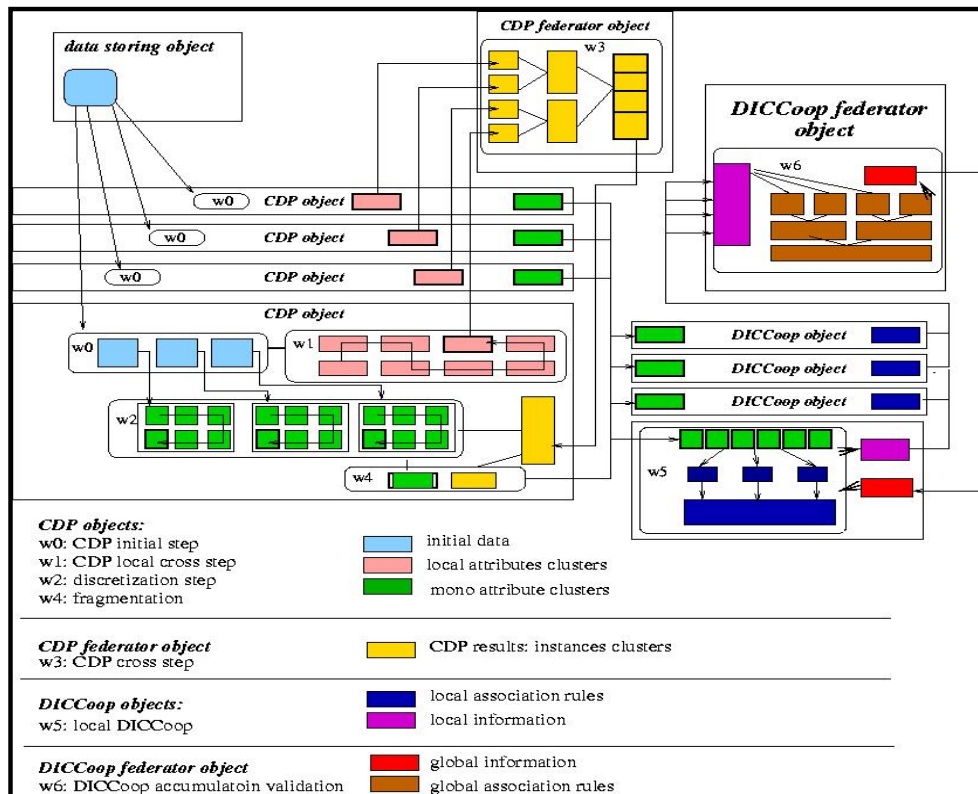 data storing object
CDP federator object
w3
DICCoop federator
object
w6
w0
CDP object
w0
CDP object
w0
CDP object
CDP object
w0
w1
w2
w4
DICCoop object
DICCoop object
DICCoop object
w5
CDP objects:
w0: CDP initial step
w1: CDP local cross step
w2: discretization step
w4: fragmentation
initial data
local attributes clusters
mono attribute clusters
CDP federator object
w3: CDP cross step
CDP results: instances clusters
DICCoop objects:
w5: local DICCoop
local association rules
local information
DICCoop federator object
w6: DICCoop accumulatoin validation
global information
global association rules